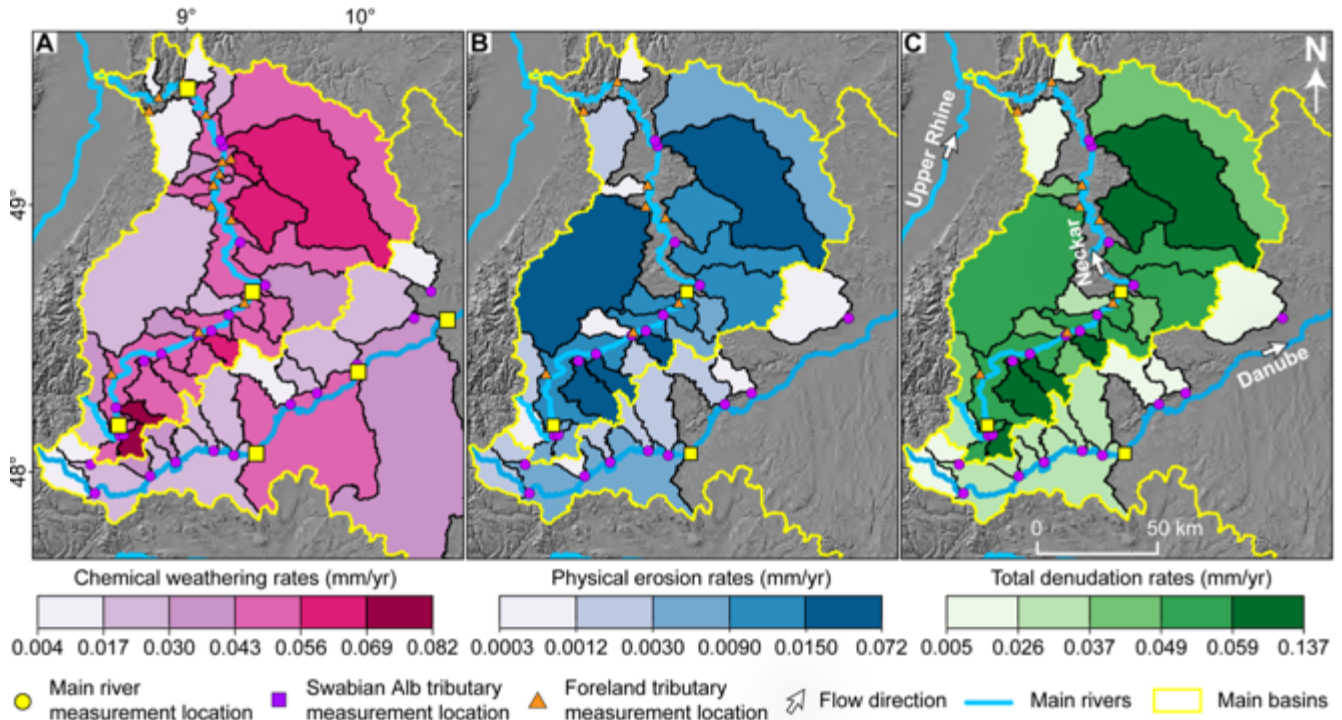 9° 10°
A B C N
49°
48°
Upper Rhine
Neckar
Danube
0 50 km
Chemical weathering rates (mm/yr) Physical erosion rates (mm/yr) Total denudation rates (mm/yr)
0.004 0.017 0.030 0.043 0.056 0.069 0.082 0.0003 0.0012 0.0030 0.0090 0.0150 0.072 0.005 0.026 0.037 0.049 0.059 0.137
Main river Swabian Alb tributary Foreland tributary Flow direction Main rivers Main basins
measurement location measurement location measurement location